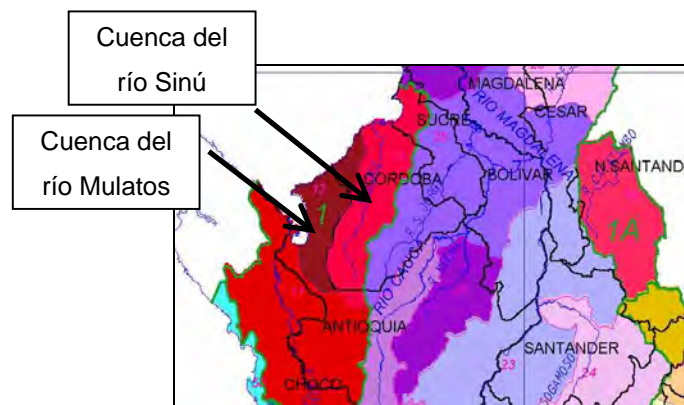 Cuenca del
río Sinú
Cuenca del
río Mulatos
MAGDALENA
CESAR
RIO MAGDALENA
SUCRE
N.SANTAND
CORDOBA
BOLIVAR
1
1A
RIO CAUCA
ANTIOQUIA
SANTANDER
CHOCO
23
24
SOGAMOSO